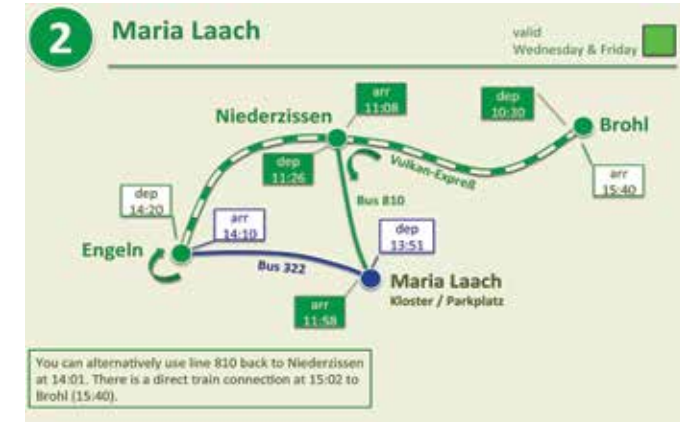 2
Maria Laach
valid
Wednesday & Friday
Niederzissen
arr
11:08
dep
10:30
Brohl
dep
11:26
Vulkan-Expreß
arr
15:40
dep
14:20
arr
14:10
Bus 810
dep
13:51
Engeln
Bus 322
Maria Laach
Kloster / Parkplatz
arr
11:58
You can alternatively use line 810 back to Niederzissen
at 14:01. There is a direct train connection at 15:02 to
Brohl (15:40).